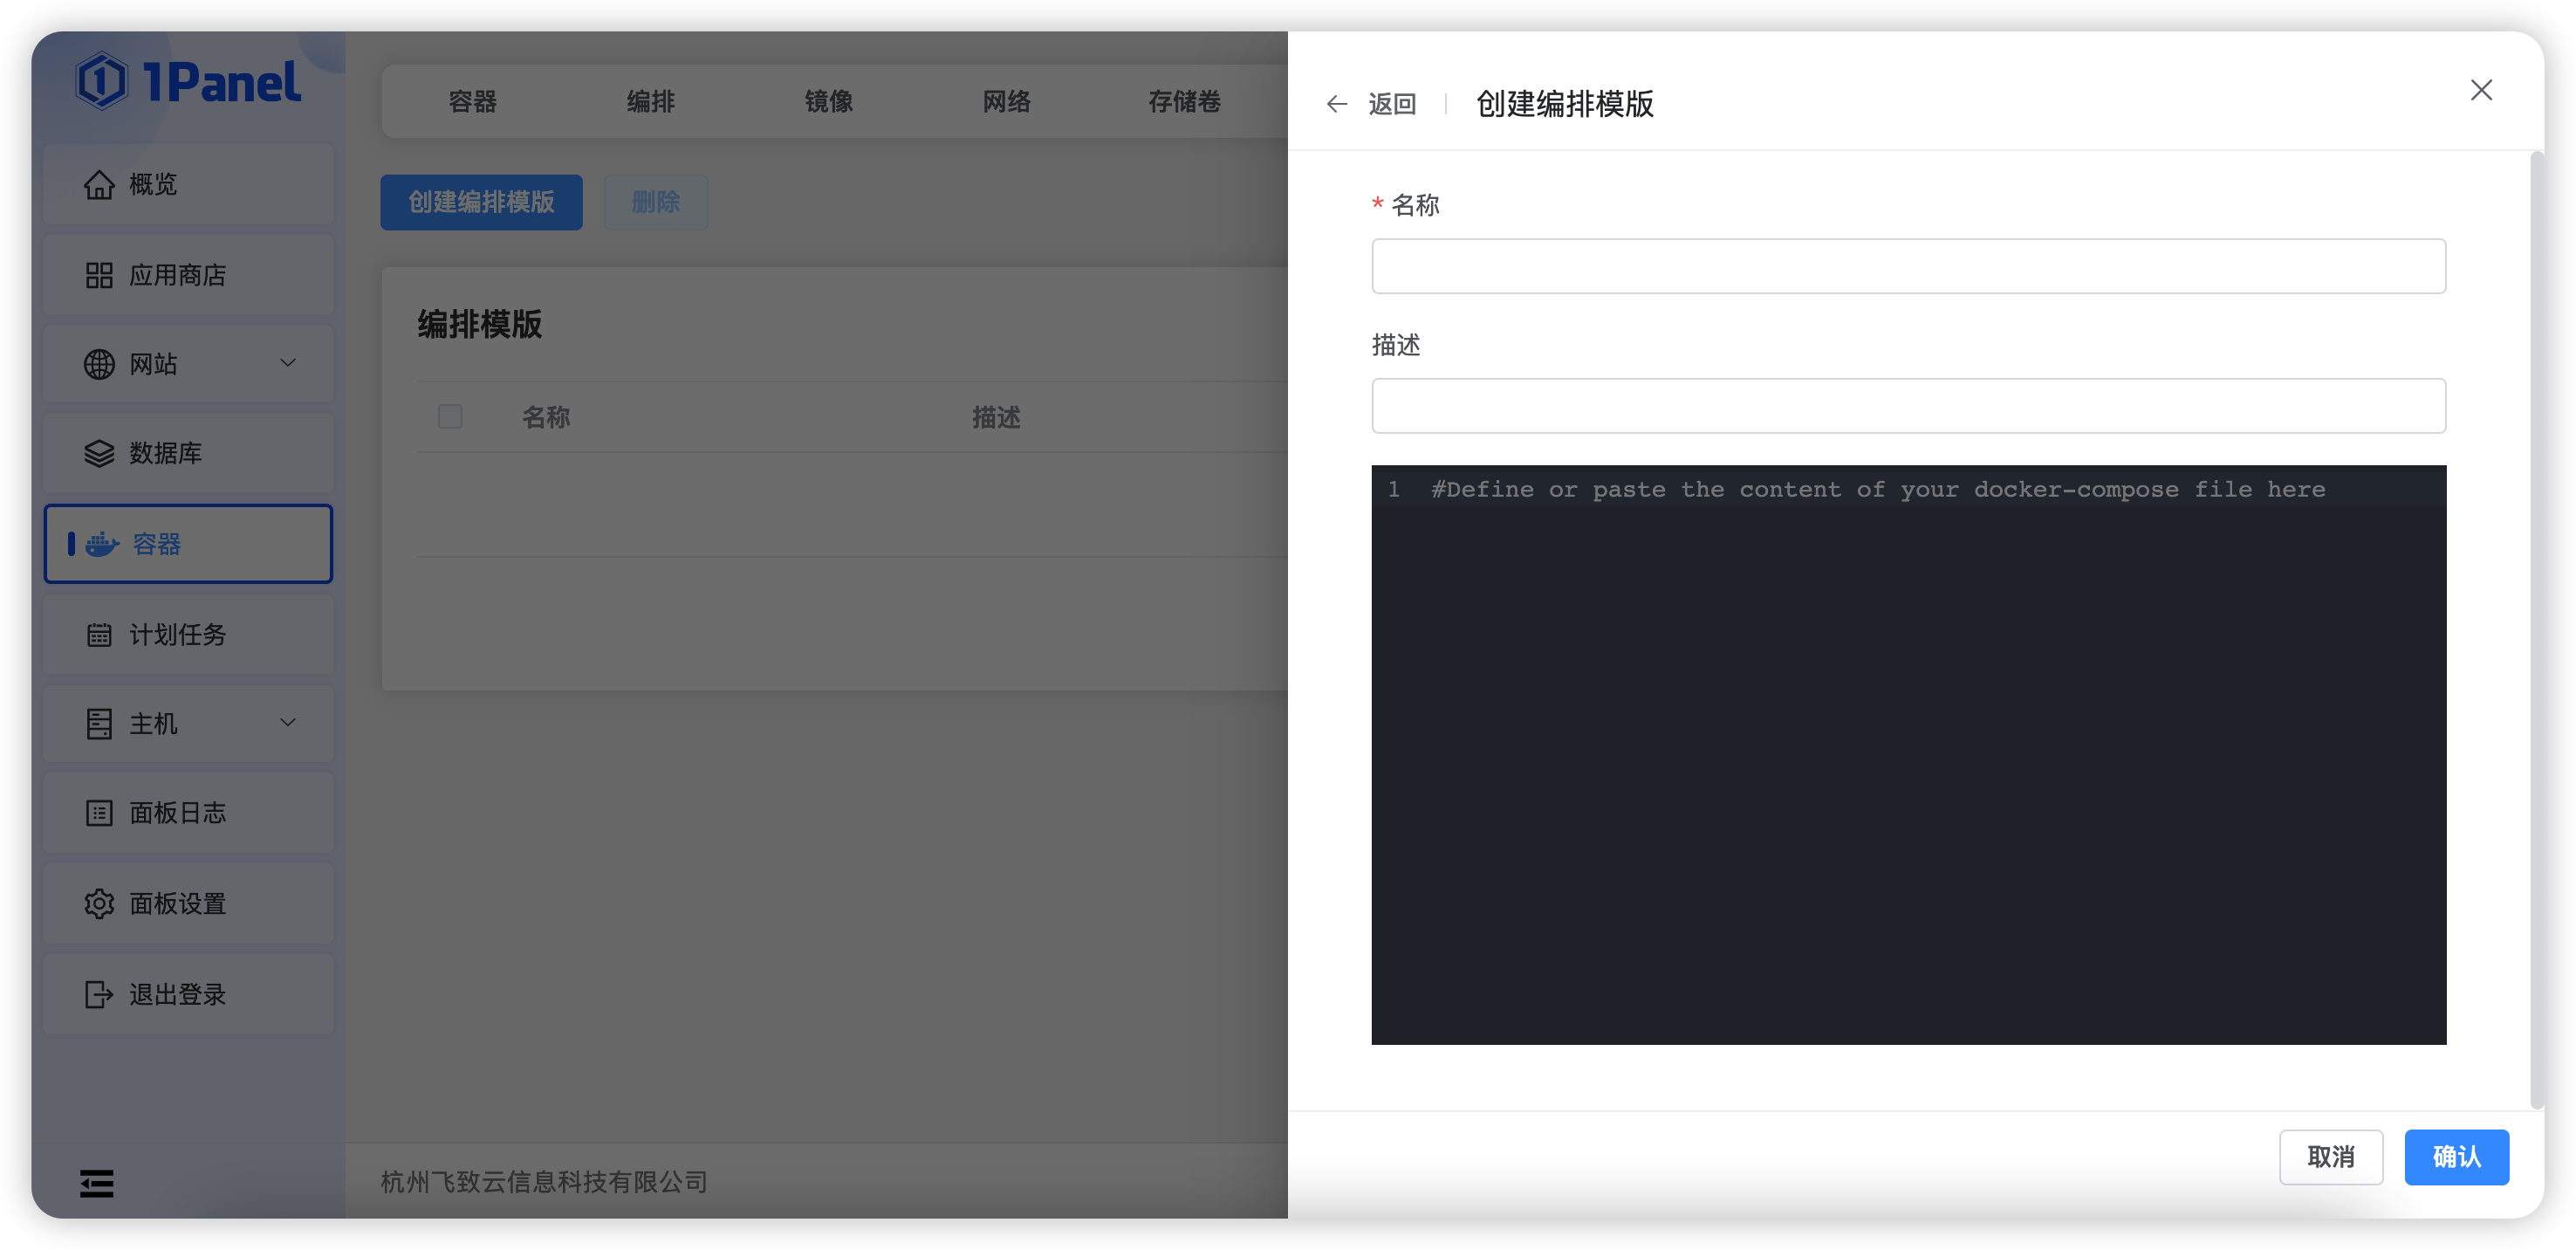 1Panel
概览
应用商店
网站
数据库
容器
计划任务
主机
面板日志
面板设置
退出登录
容器 编排 镜像 网络 存储卷
创建编排模版 删除
编排模版
名称 描述
杭州飞致云信息科技有限公司
返回 创建编排模版
* 名称
描述
1 #Define or paste the content of your docker-compose file here
取消 确认